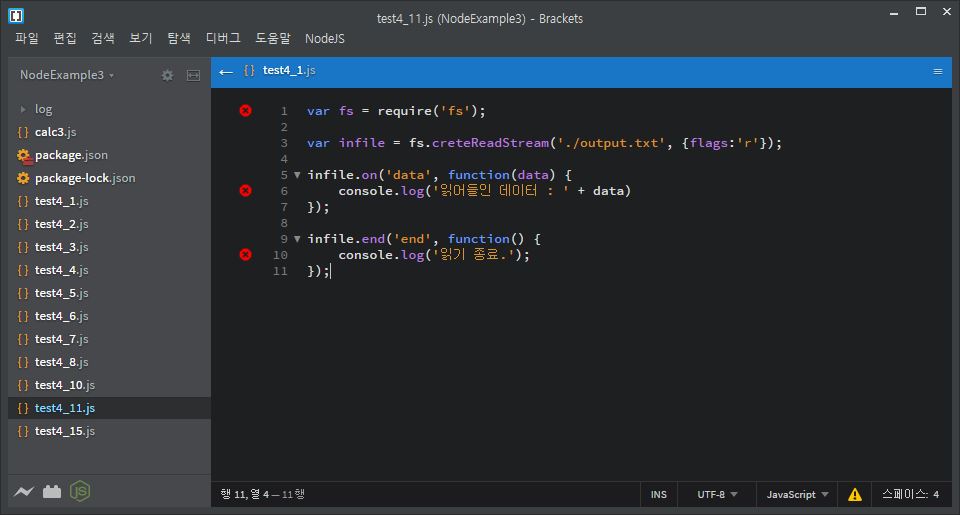 test4_11.js (NodeExample3) - Brackets
파일 편집 검색 보기 탐색 디버그 도움말 NodeJS
NodeExample3
log
calc3.js
package.json
package-lock.json
test4_1.js
test4_2.js
test4_3.js
test4_4.js
test4_5.js
test4_6.js
test4_7.js
test4_8.js
test4_10.js
test4_11.js
test4_15.js
JS
← {} test4_1.js
1 var fs = require('fs');
2
3 var infile = fs.creteReadStream('./output.txt', {flags:'r'});
4
5 infile.on('data', function(data) {
6     console.log('읽어들인 데이터 : ' + data)
7 });
8
9 infile.end('end', function() {
10     console.log('읽기 종료.');
11 });
행 11, 열 4 — 11 행 INS UTF-8 JavaScript 스페이스: 4